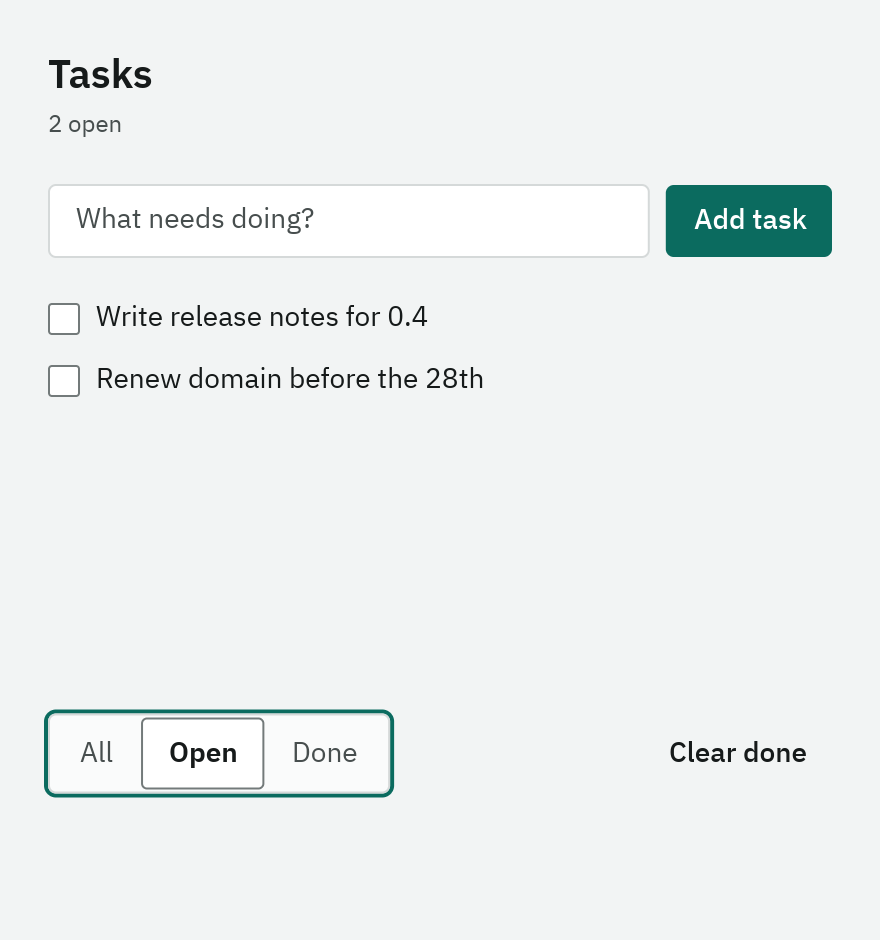 Tasks
2 open
What needs doing?
Add task
Write release notes for 0.4
Renew domain before the 28th
All
Open
Done
Clear done